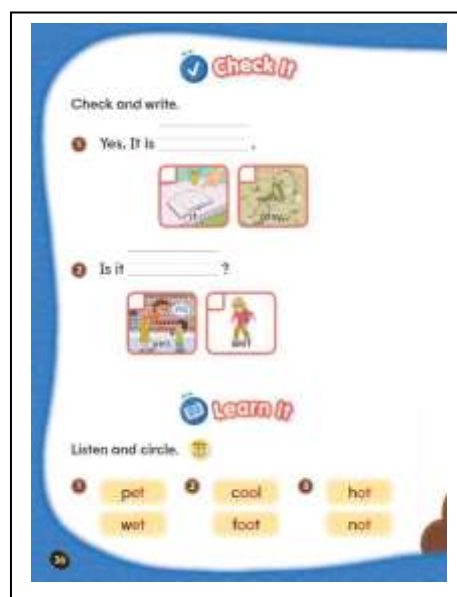 Check It
Check and write.
1 Yes. It is ,
2 Is it ?
wet
Learn It
Listen and circle.
1 pet 2 cool 3 hot
wet foot not
36